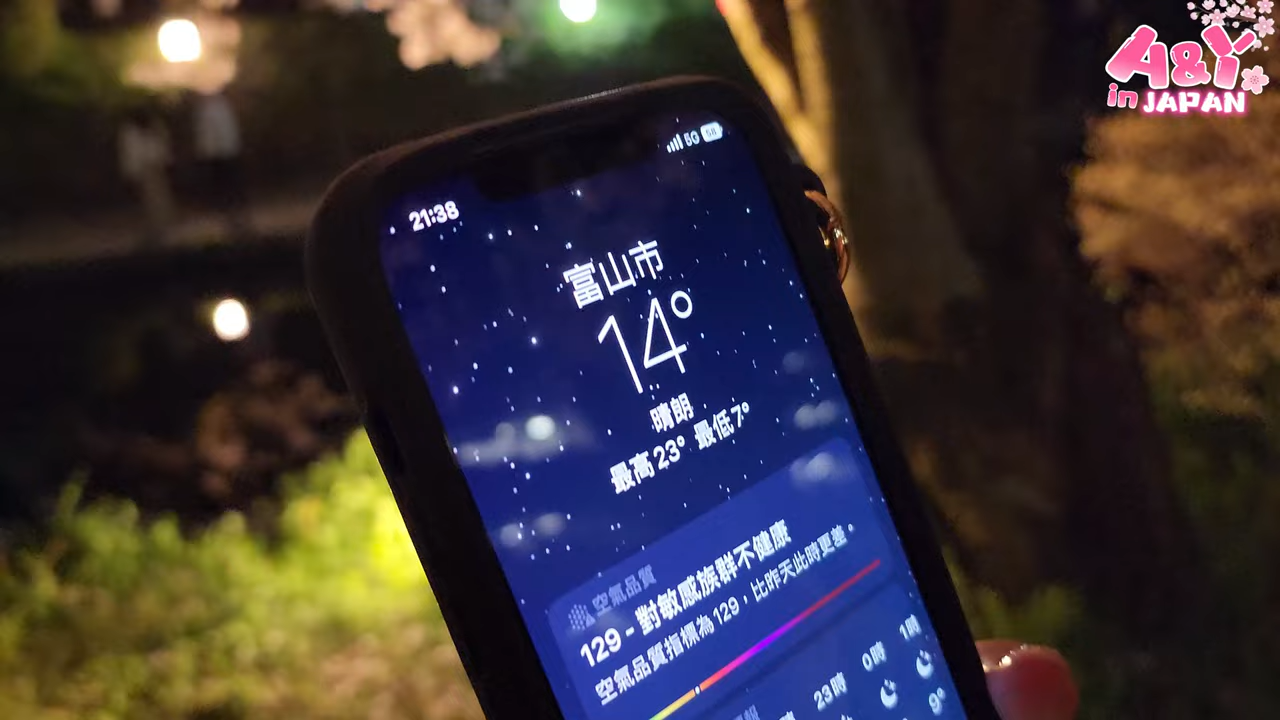 A&Y
in JAPAN
21:38
5G 58
富山市
14°
晴朗
最高 23° 最低 7°
空氣品質
129 - 對敏感族群不健康
空氣品質指標為 129，比昨天此時更差。
23時 0時 1時
9°